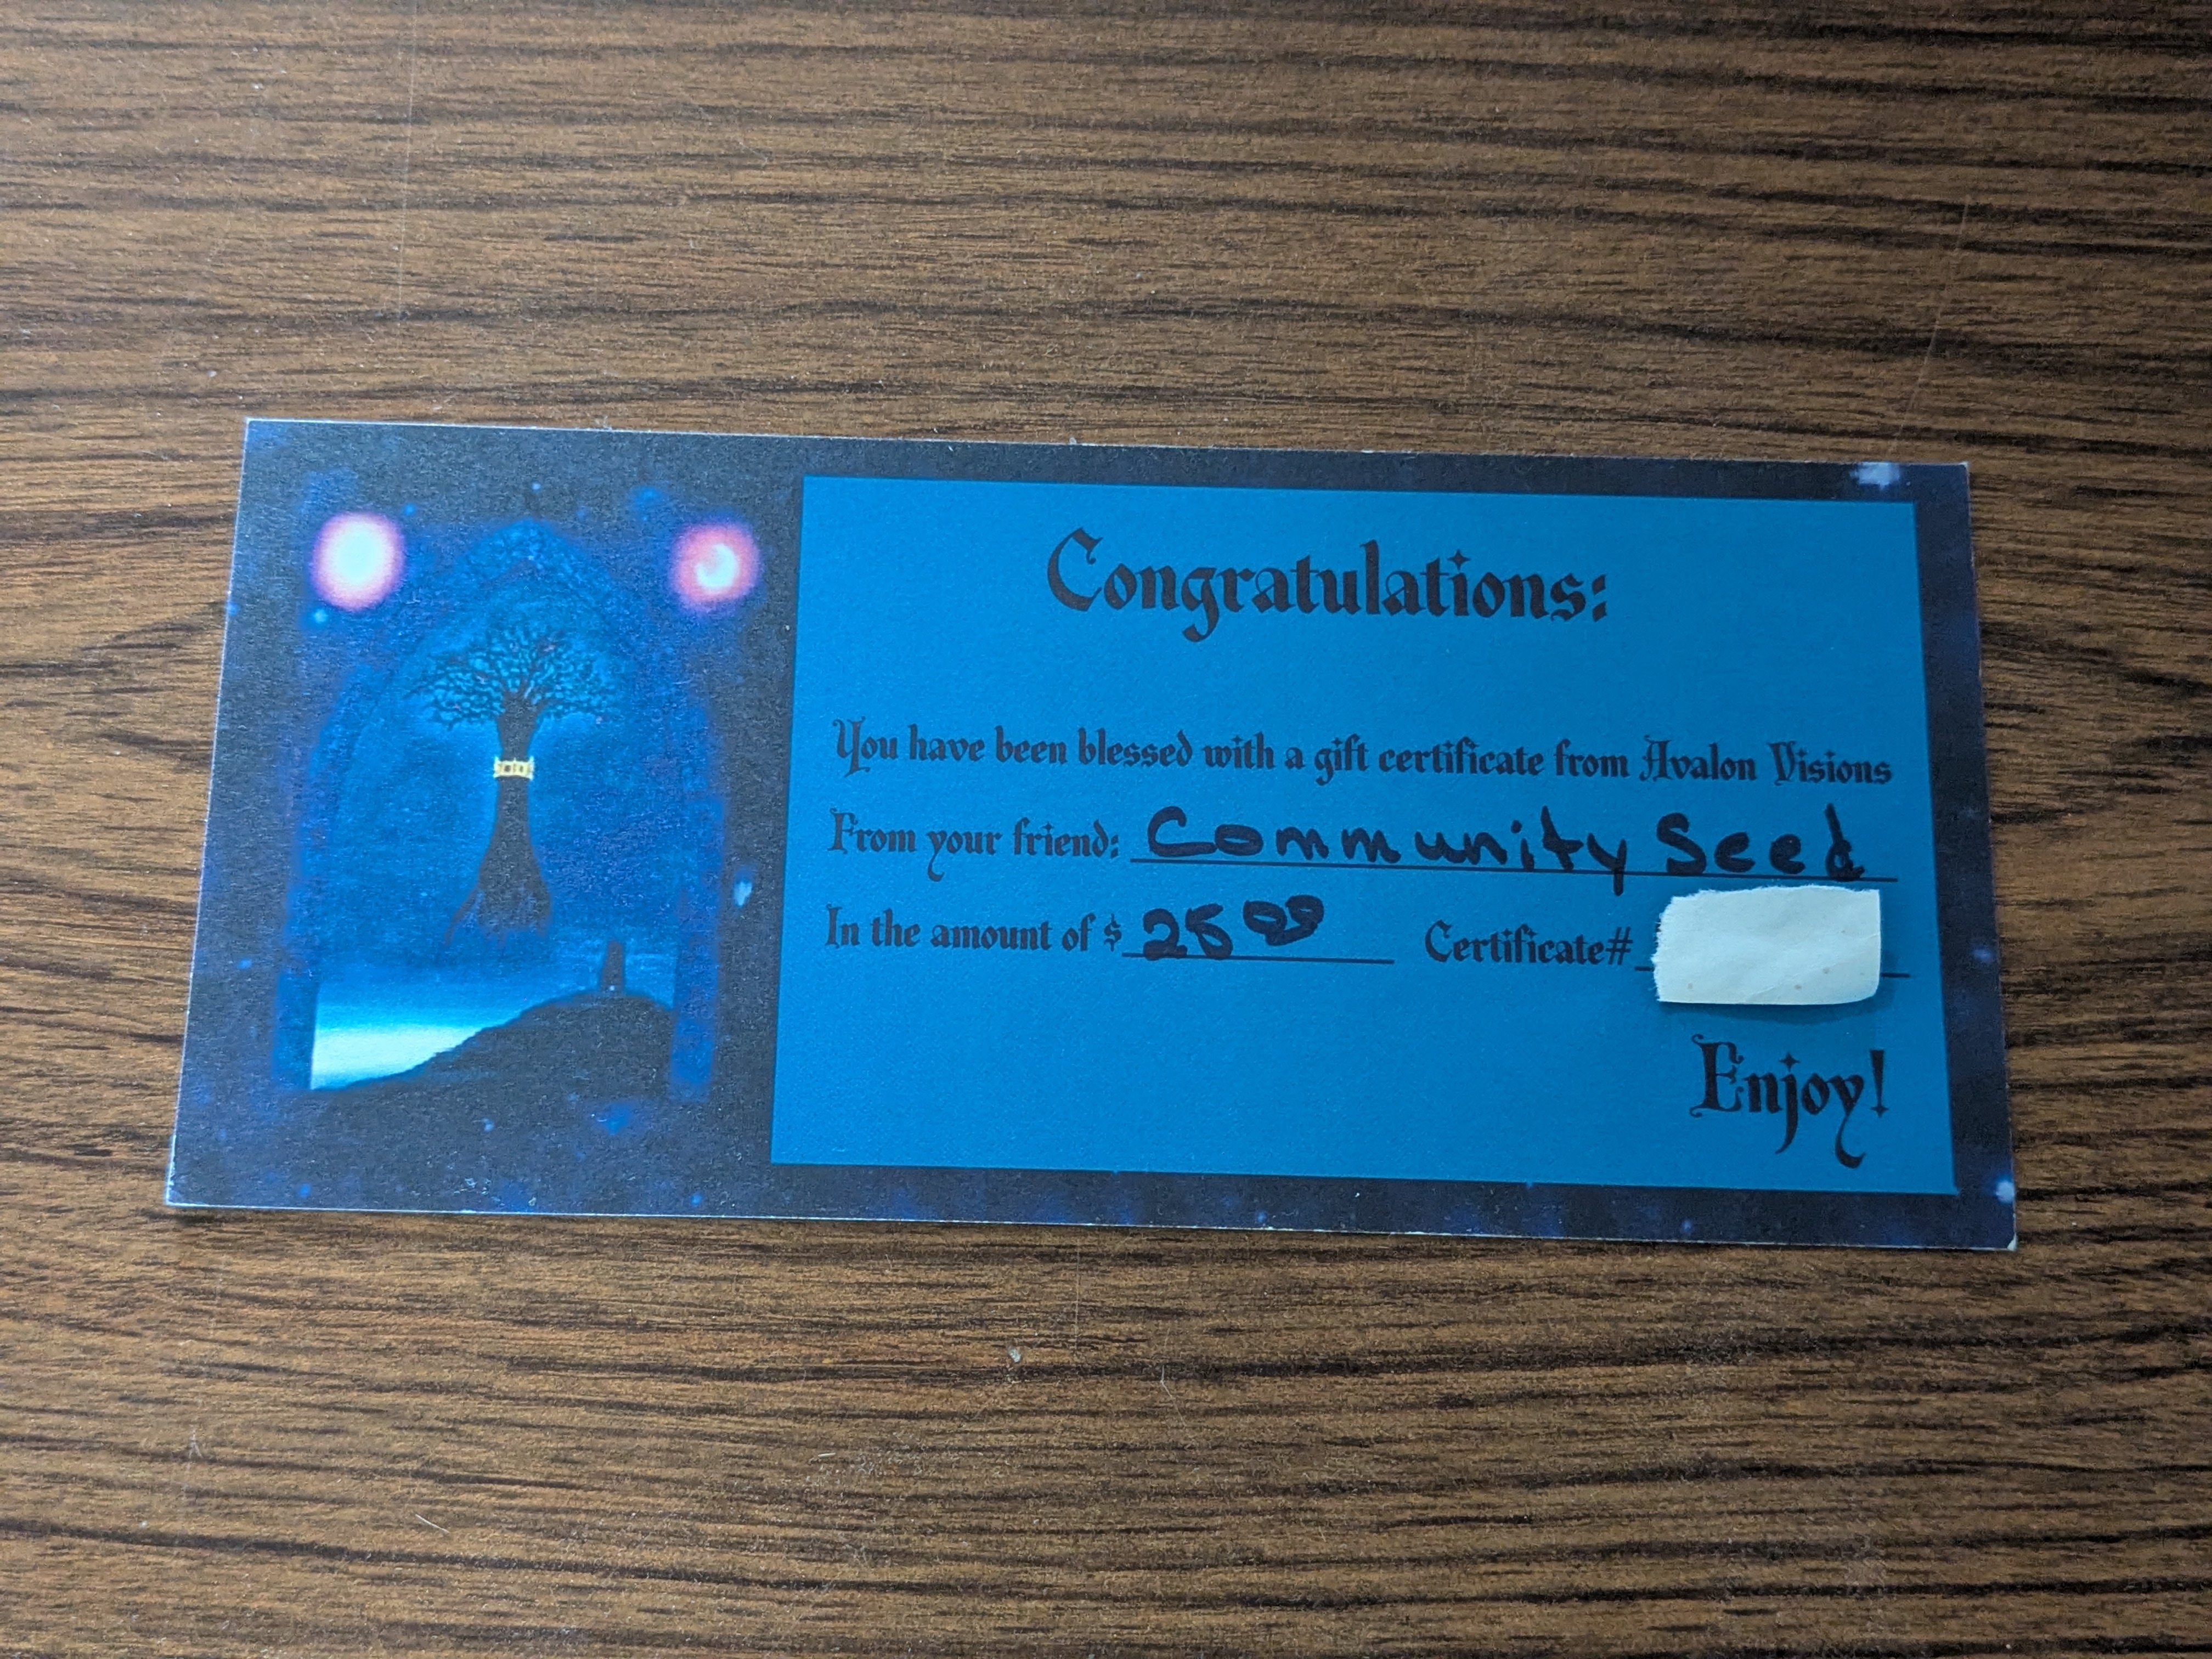 Congratulations:
You have been blessed with a gift certificate from Avalon Visions
From your friend: Community Seed
In the amount of $ 25 00 Certificate#
Enjoy!